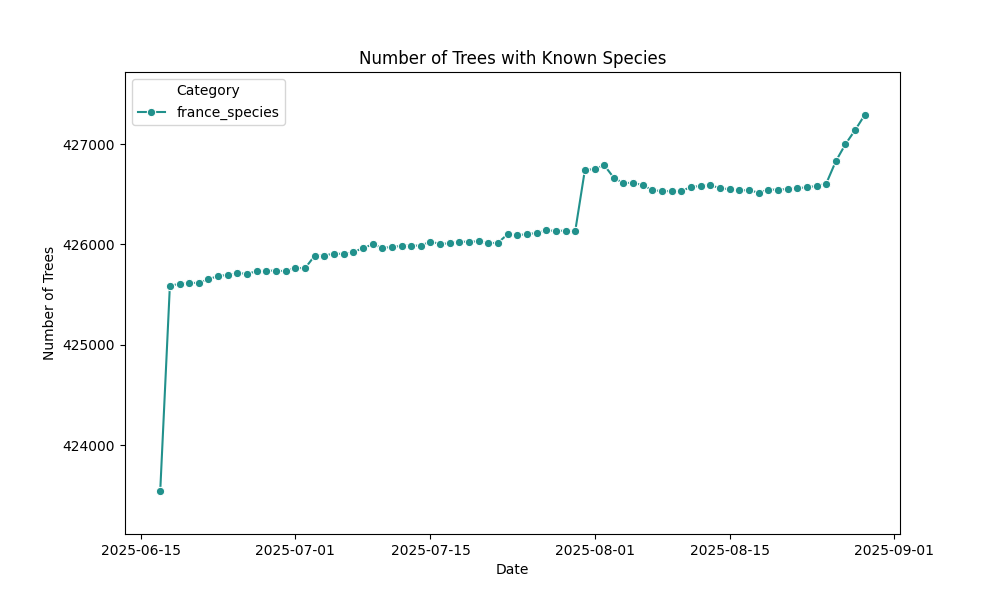 Number of Trees with Known Species
Category
france_species
Number of Trees
427000
426000
425000
424000
2025-06-15
2025-07-01
2025-07-15
2025-08-01
2025-08-15
2025-09-01
Date